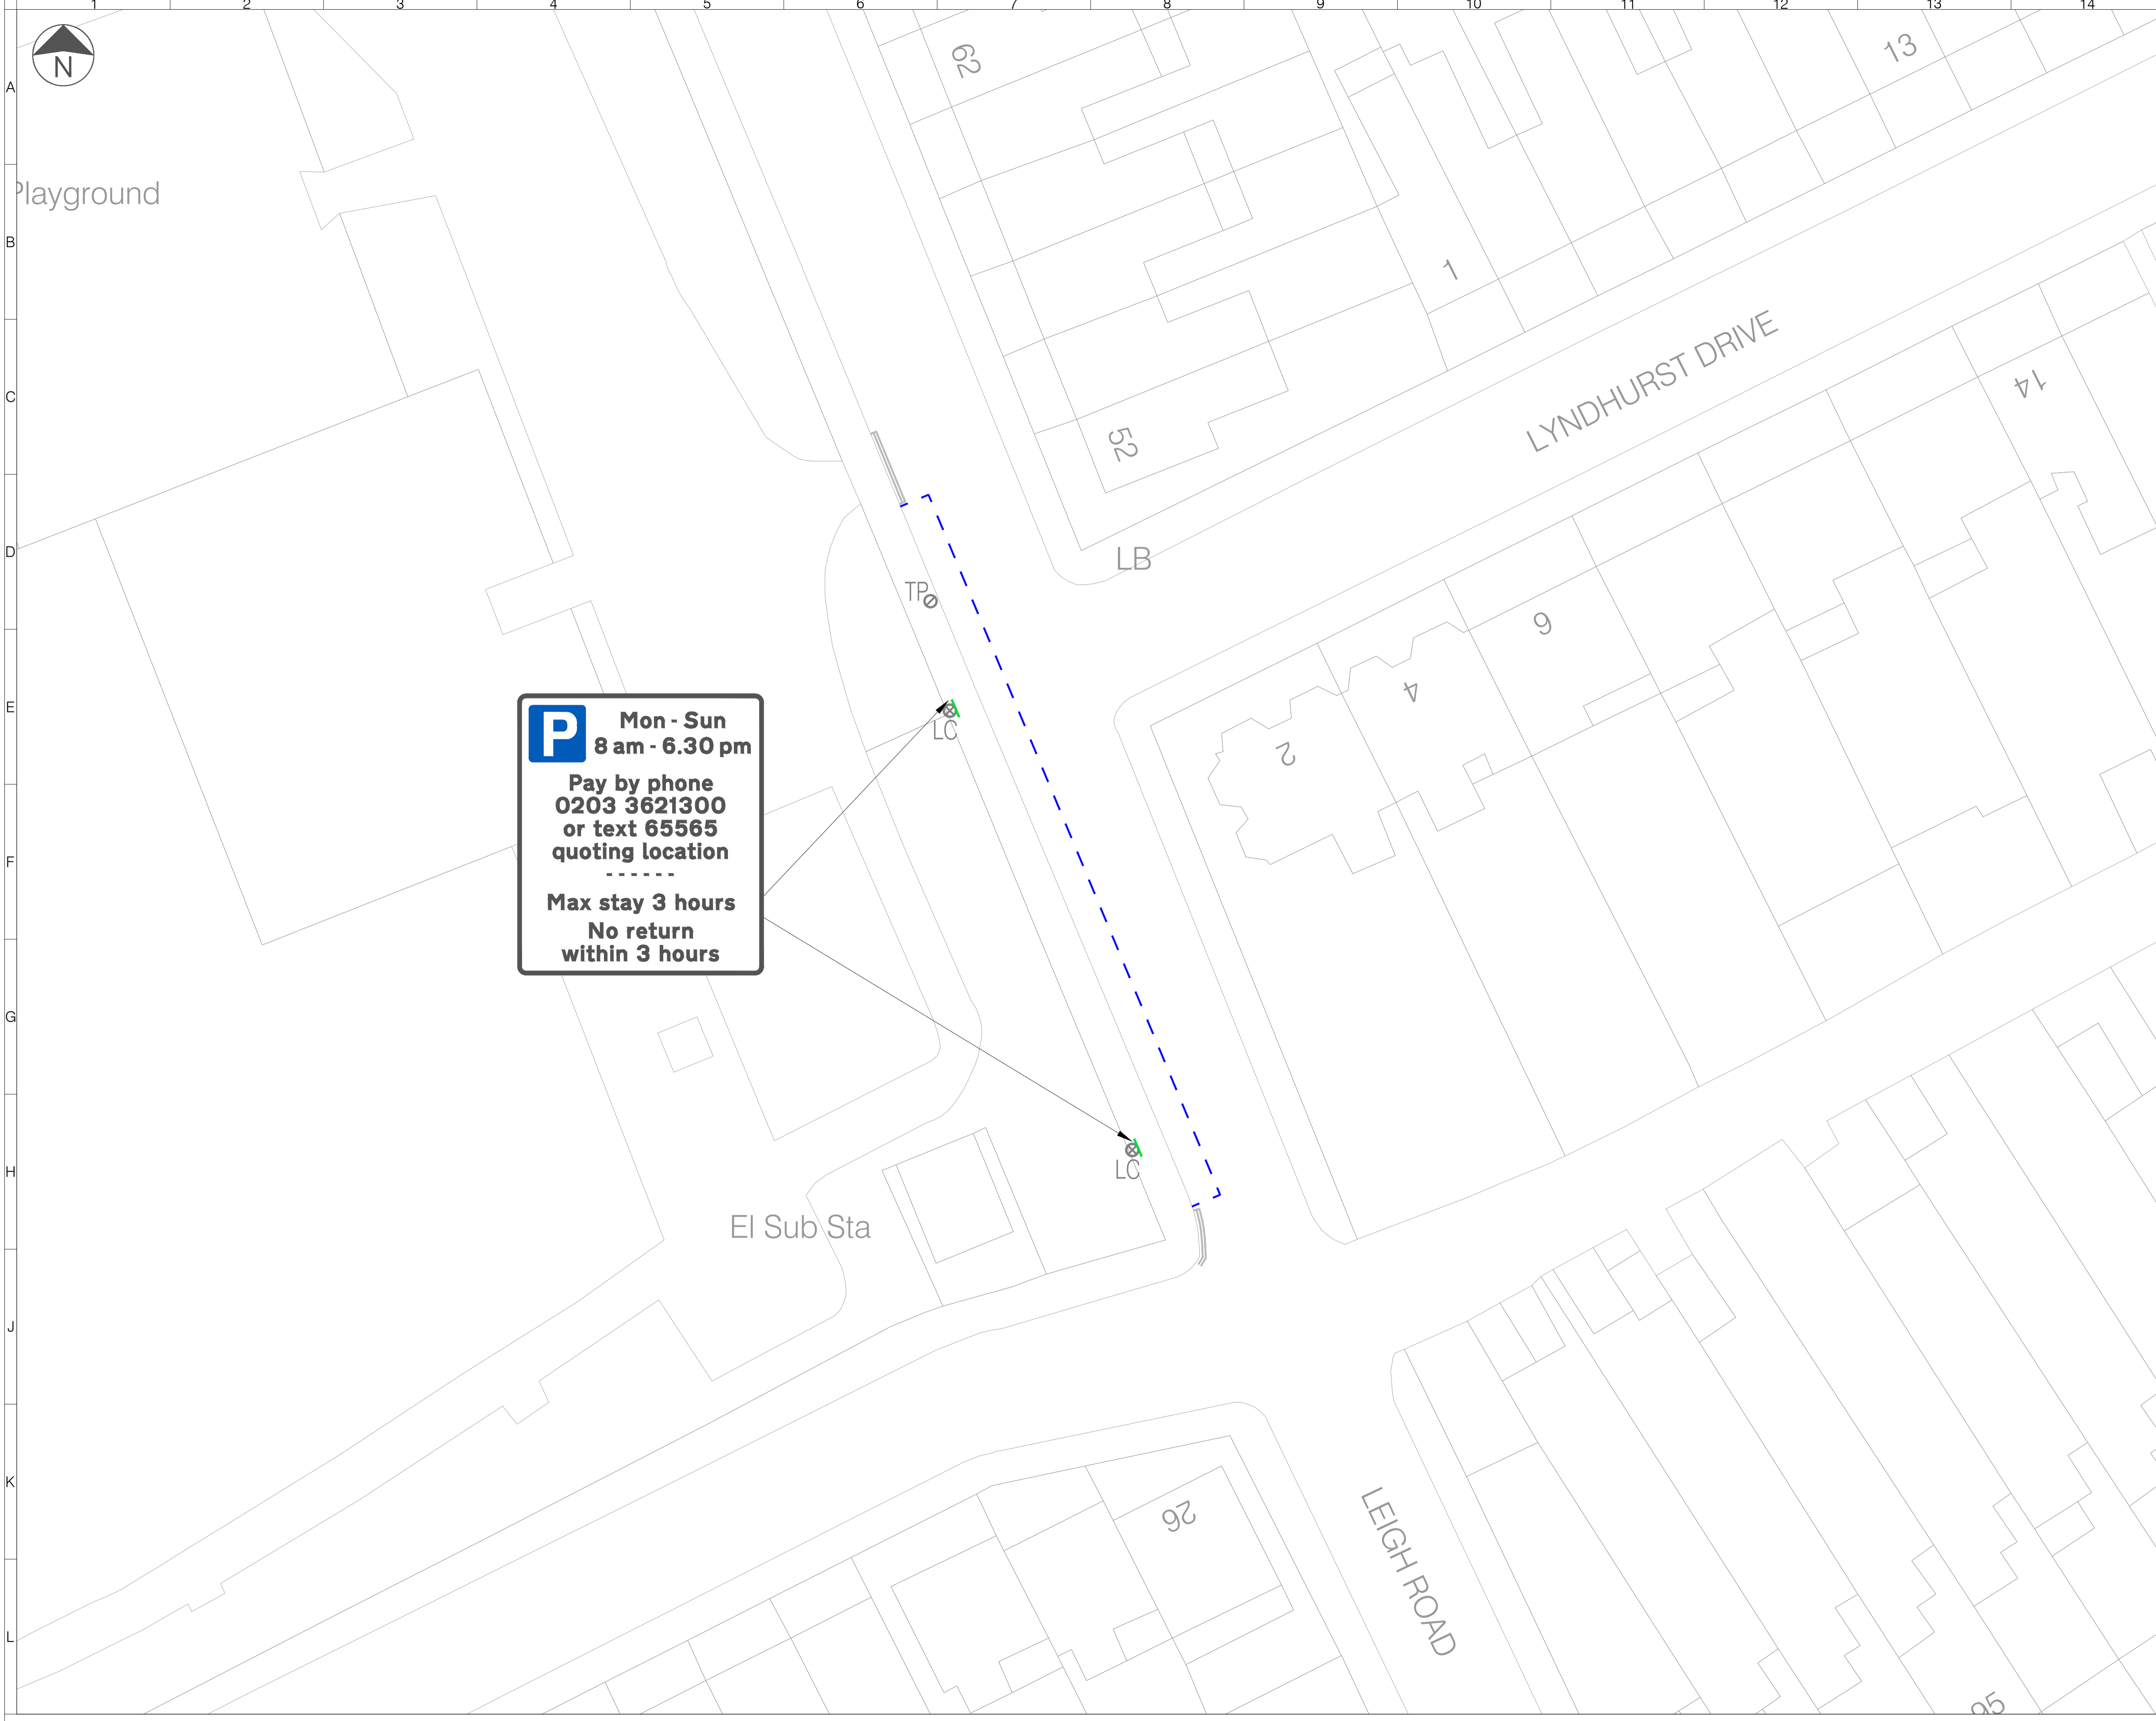 1 2 3 4 5 6 7 8 9 10 11 12 13 14
A
B
C
D
E
F
G
H
J
K
L
N
Playground
62
13
1
52
LYNDHURST DRIVE
14
LB
TP
6
4
2
LC
P
Mon - Sun
8 am - 6.30 pm
Pay by phone
0203 3621300
or text 65565
quoting location
- - - - - -
Max stay 3 hours
No return
within 3 hours
LC
El Sub Sta
26
LEIGH ROAD
95